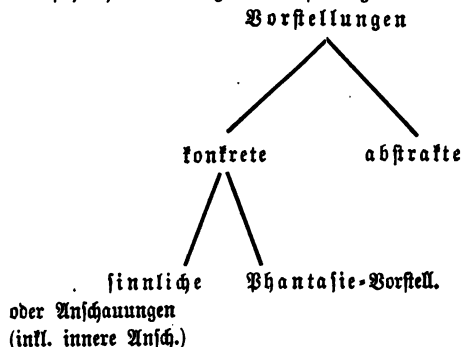 Vorstellungen
konkrete abstrakte
sinnliche Phantasie-Vorstell.
oder Anschauungen
(inkl. innere Ansch.)